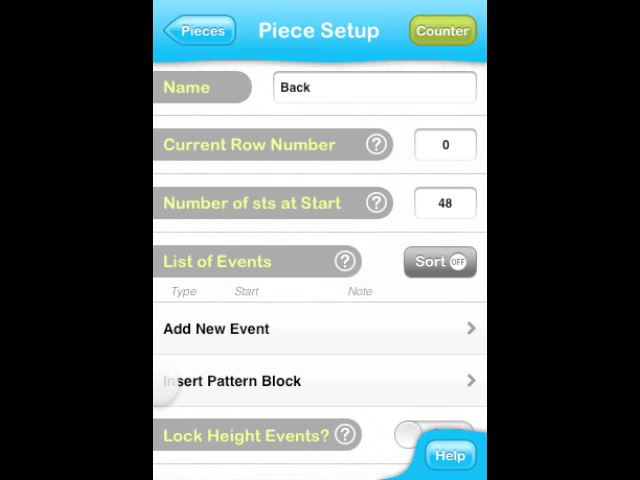 Pieces Piece Setup Counter
Name Back
Current Row Number ? 0
Number of sts at Start ? 48
List of Events ? Sort OFF
Type Start Note
Add New Event
Insert Pattern Block
Lock Height Events? ?
Help